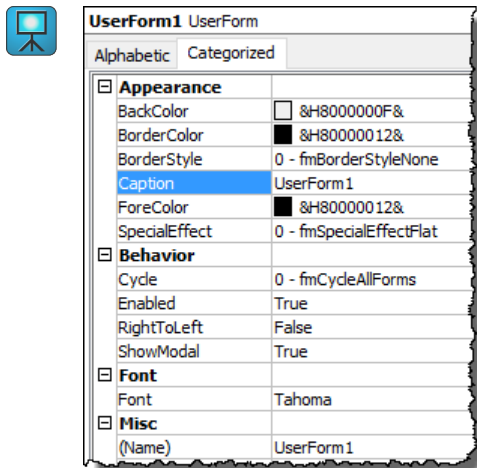 UserForm1 UserForm
Alphabetic Categorized
Appearance
BackColor &H8000000F&
BorderColor &H80000012&
BorderStyle 0 - fmBorderStyleNone
Caption UserForm1
ForeColor &H80000012&
SpecialEffect 0 - fmSpecialEffectFlat
Behavior
Cycle 0 - fmCycleAllForms
Enabled True
RightToLeft False
ShowModal True
Font
Font Tahoma
Misc
(Name) UserForm1